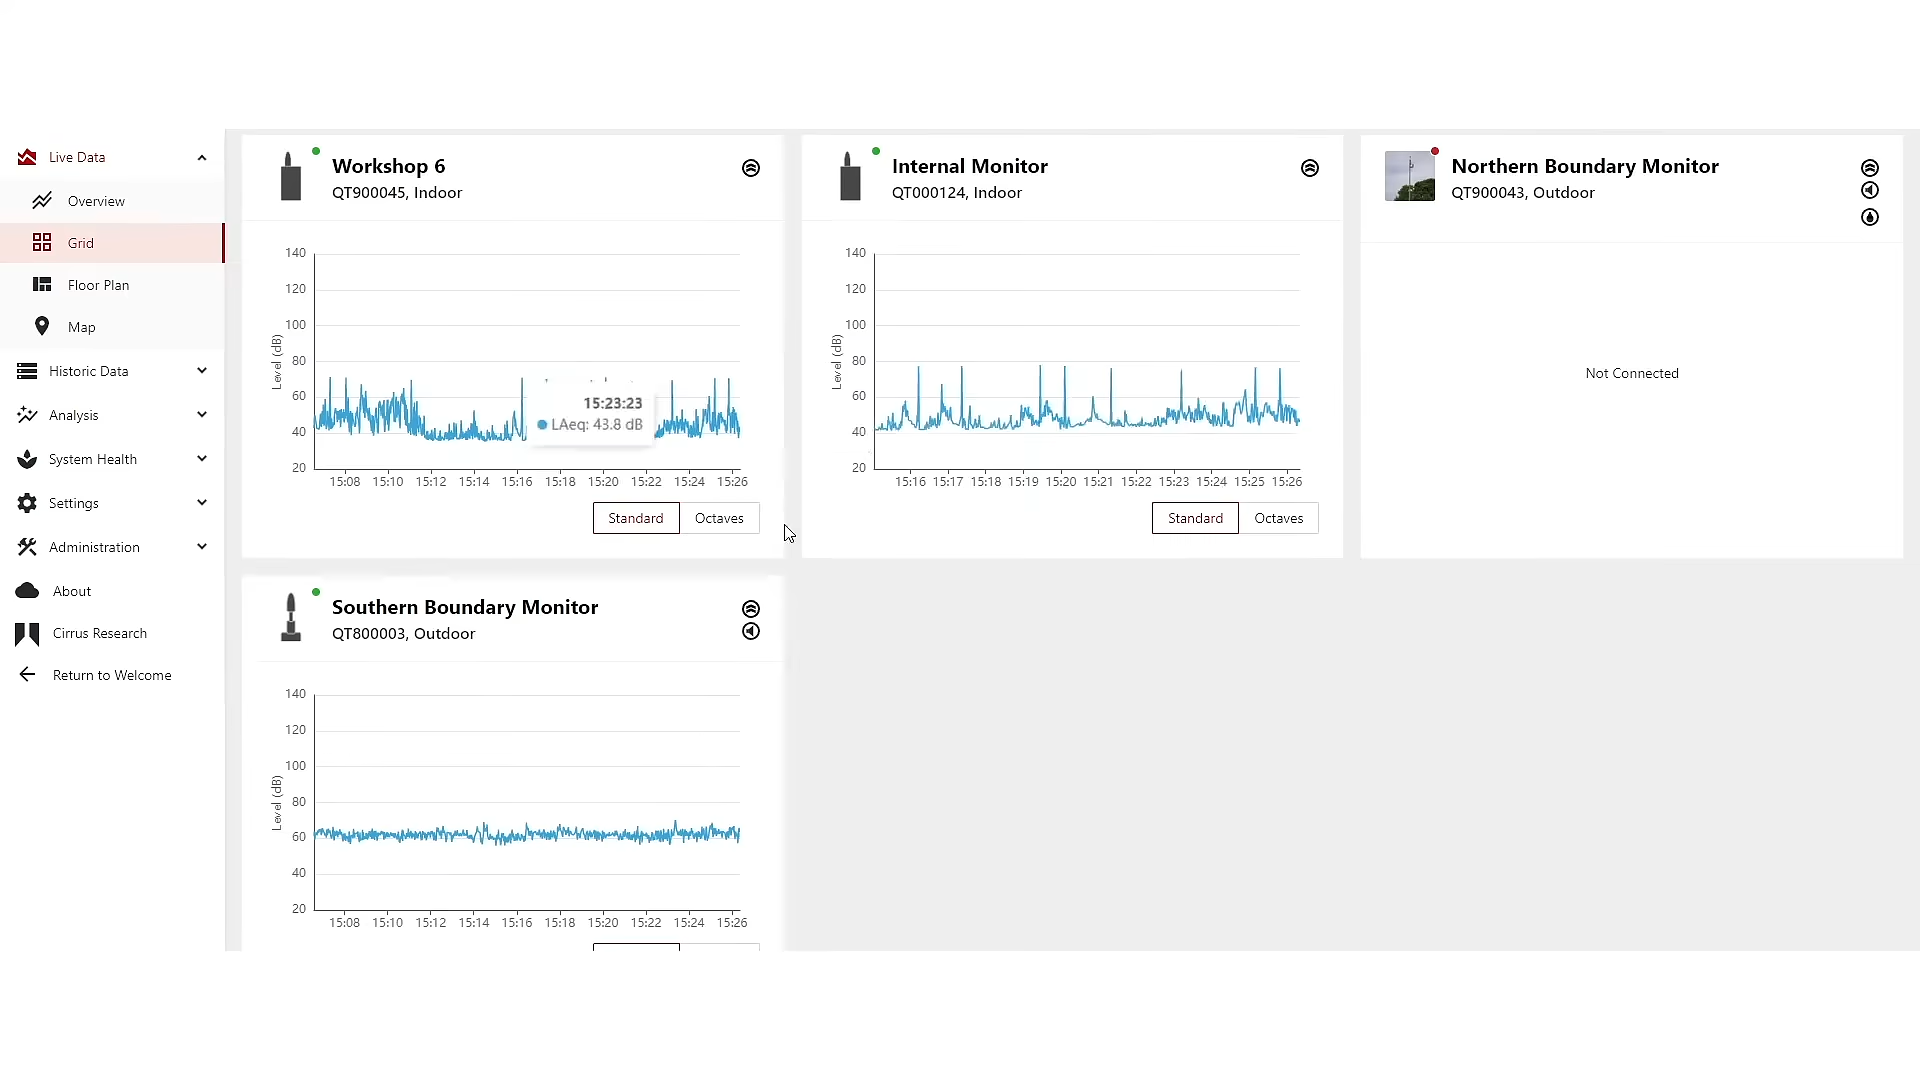 Live Data
Overview
Grid
Floor Plan
Map
Historic Data
Analysis
System Health
Settings
Administration
About
Cirrus Research
Return to Welcome
Workshop 6
QT900045, Indoor
140
120
100
80
60
40
20
Level (dB)
15:23:23
LAeq: 43.8 dB
15:08 15:10 15:12 15:14 15:16 15:18 15:20 15:22 15:24 15:26
Standard Octaves
Internal Monitor
QT000124, Indoor
140
120
100
80
60
40
20
Level (dB)
15:16 15:17 15:18 15:19 15:20 15:21 15:22 15:23 15:24 15:25 15:26
Standard Octaves
Northern Boundary Monitor
QT900043, Outdoor
Not Connected
Southern Boundary Monitor
QT800003, Outdoor
140
120
100
80
60
40
20
Level (dB)
15:08 15:10 15:12 15:14 15:16 15:18 15:20 15:22 15:24 15:26